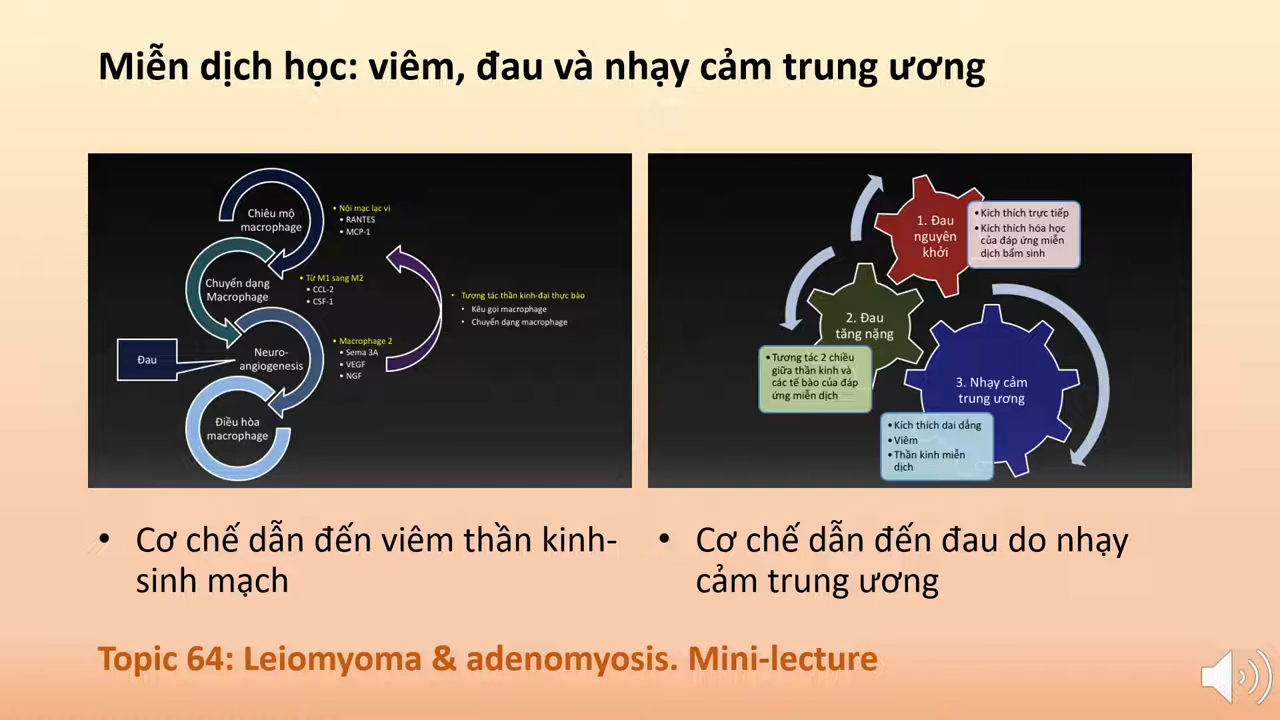 Miễn dịch học: viêm, đau và nhạy cảm trung ương
Chiêu mộ
macrophage
• Nội mạc lạc vị
• RANTES
• MCP-1
Chuyển dạng
Macrophage
• Từ M1 sang M2
• CCL-2
• CSF-1
• Tương tác thần kinh-đại thực bào
• Kêu gọi macrophage
• Chuyển dạng macrophage
Đau
Neuro-
angiogenesis
• Macrophage 2
• Sema 3A
• VEGF
• NGF
Điều hòa
macrophage
1. Đau
nguyên
khởi
• Kích thích trực tiếp
• Kích thích hóa học
của đáp ứng miễn
dịch bẩm sinh
2. Đau
tăng nặng
• Tương tác 2 chiều
giữa thần kinh và
các tế bào của đáp
ứng miễn dịch
3. Nhạy cảm
trung ương
• Kích thích dai dẳng
• Viêm
• Thần kinh miễn
dịch
• Cơ chế dẫn đến viêm thần kinh-
sinh mạch
• Cơ chế dẫn đến đau do nhạy
cảm trung ương
Topic 64: Leiomyoma & adenomyosis. Mini-lecture